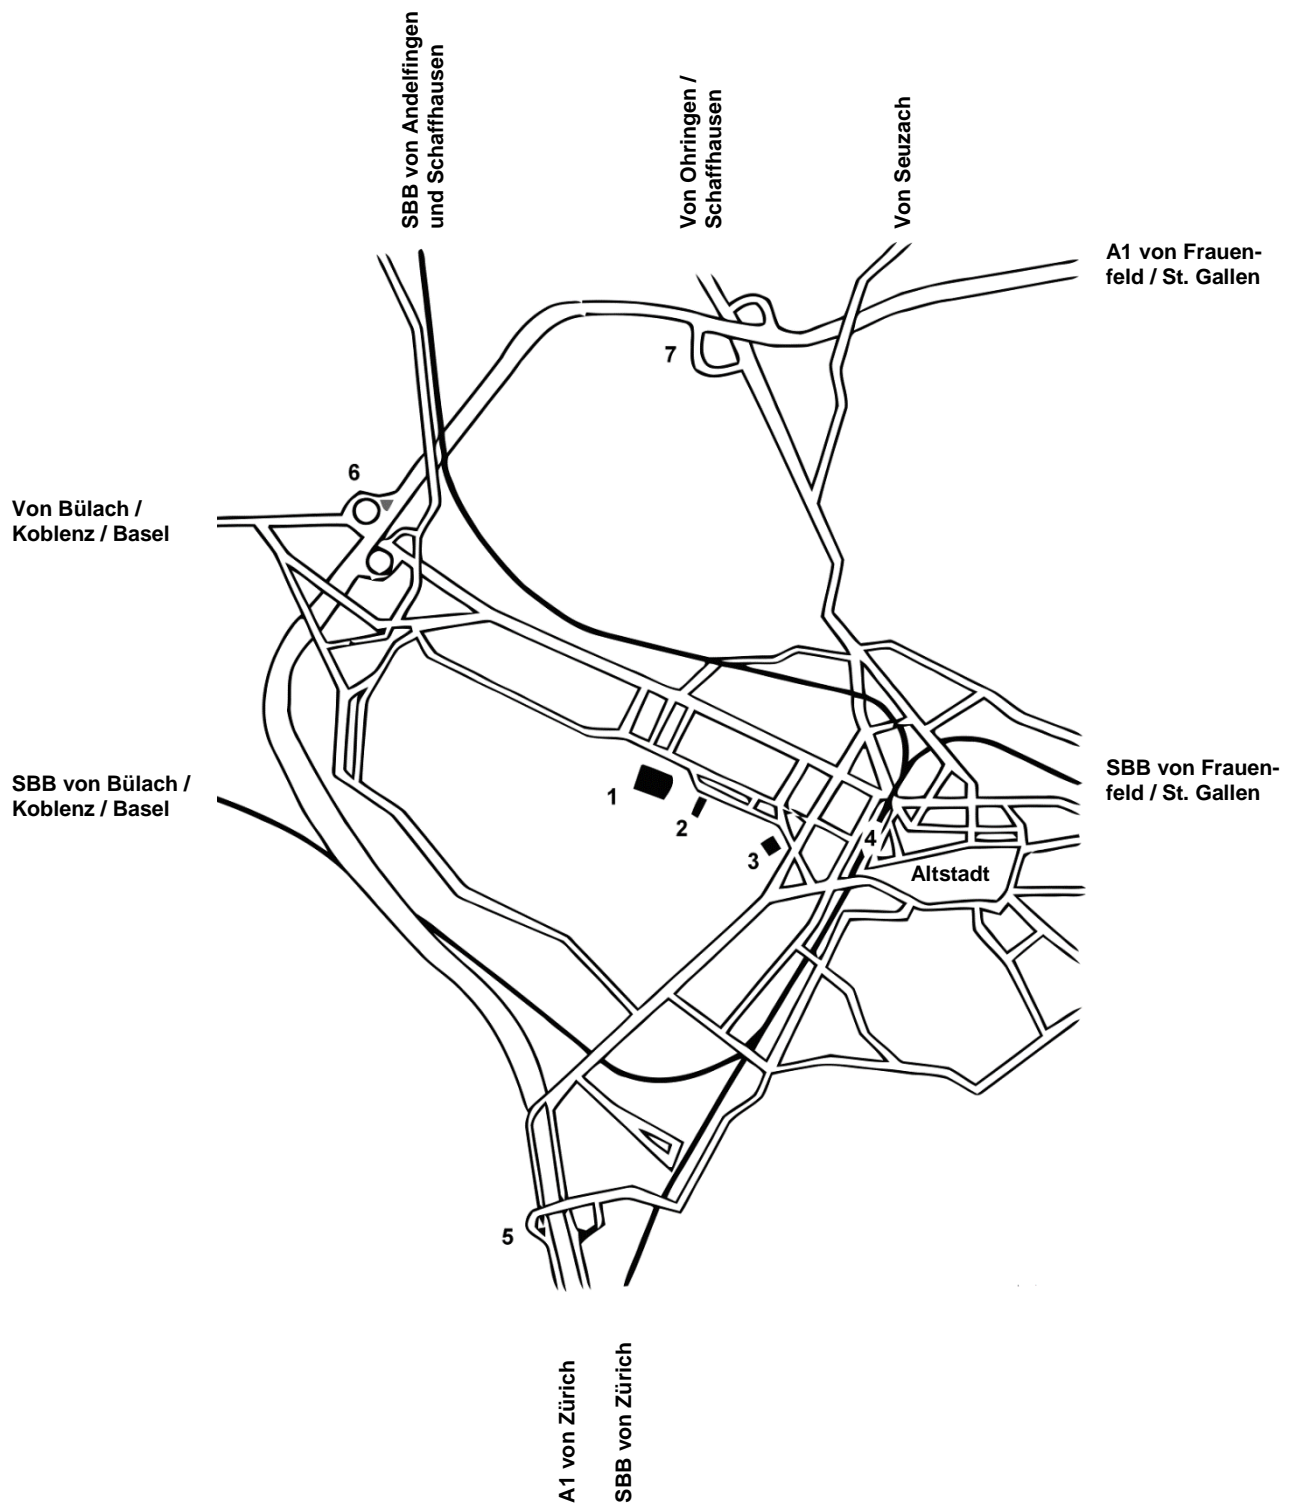 SBB von Andelfingen
und Schaffhausen
Von Ohringen /
Schaffhausen
Von Seuzach
A1 von Frauen-
feld / St. Gallen
7
6
Von Bülach /
Koblenz / Basel
SBB von Bülach /
Koblenz / Basel
SBB von Frauen-
feld / St. Gallen
1
2
3
4
Altstadt
5
A1 von Zürich
SBB von Zürich